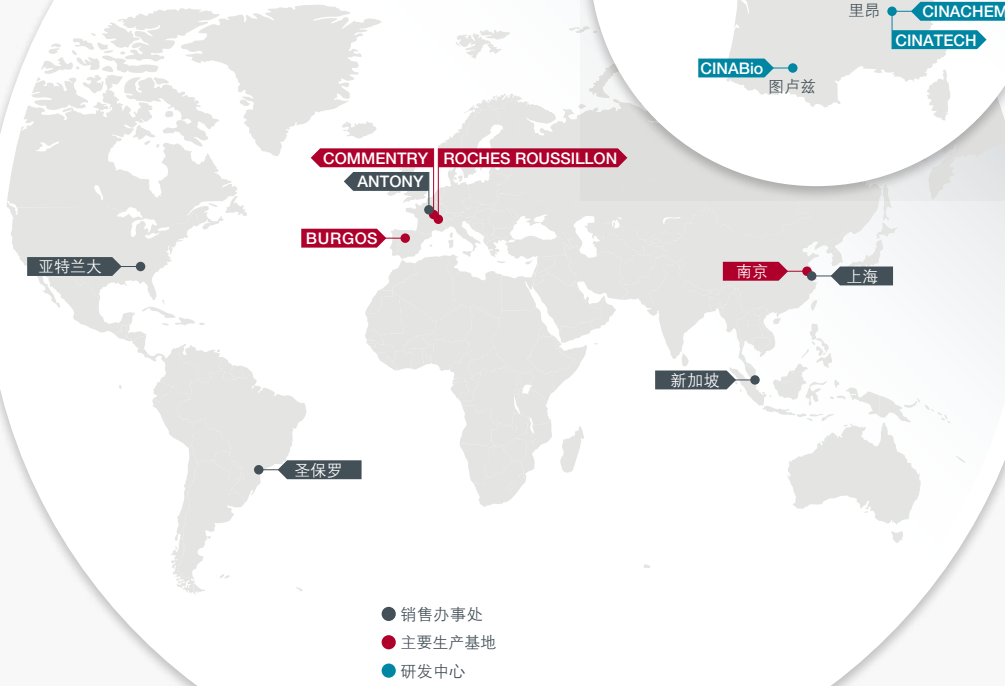 里昂
CINACHEM
CINATECH
CINABio
图卢兹
COMMENTRY
ROCHES ROUSSILLON
ANTONY
BURGOS
亚特兰大
南京
上海
新加坡
圣保罗
销售办事处
主要生产基地
研发中心